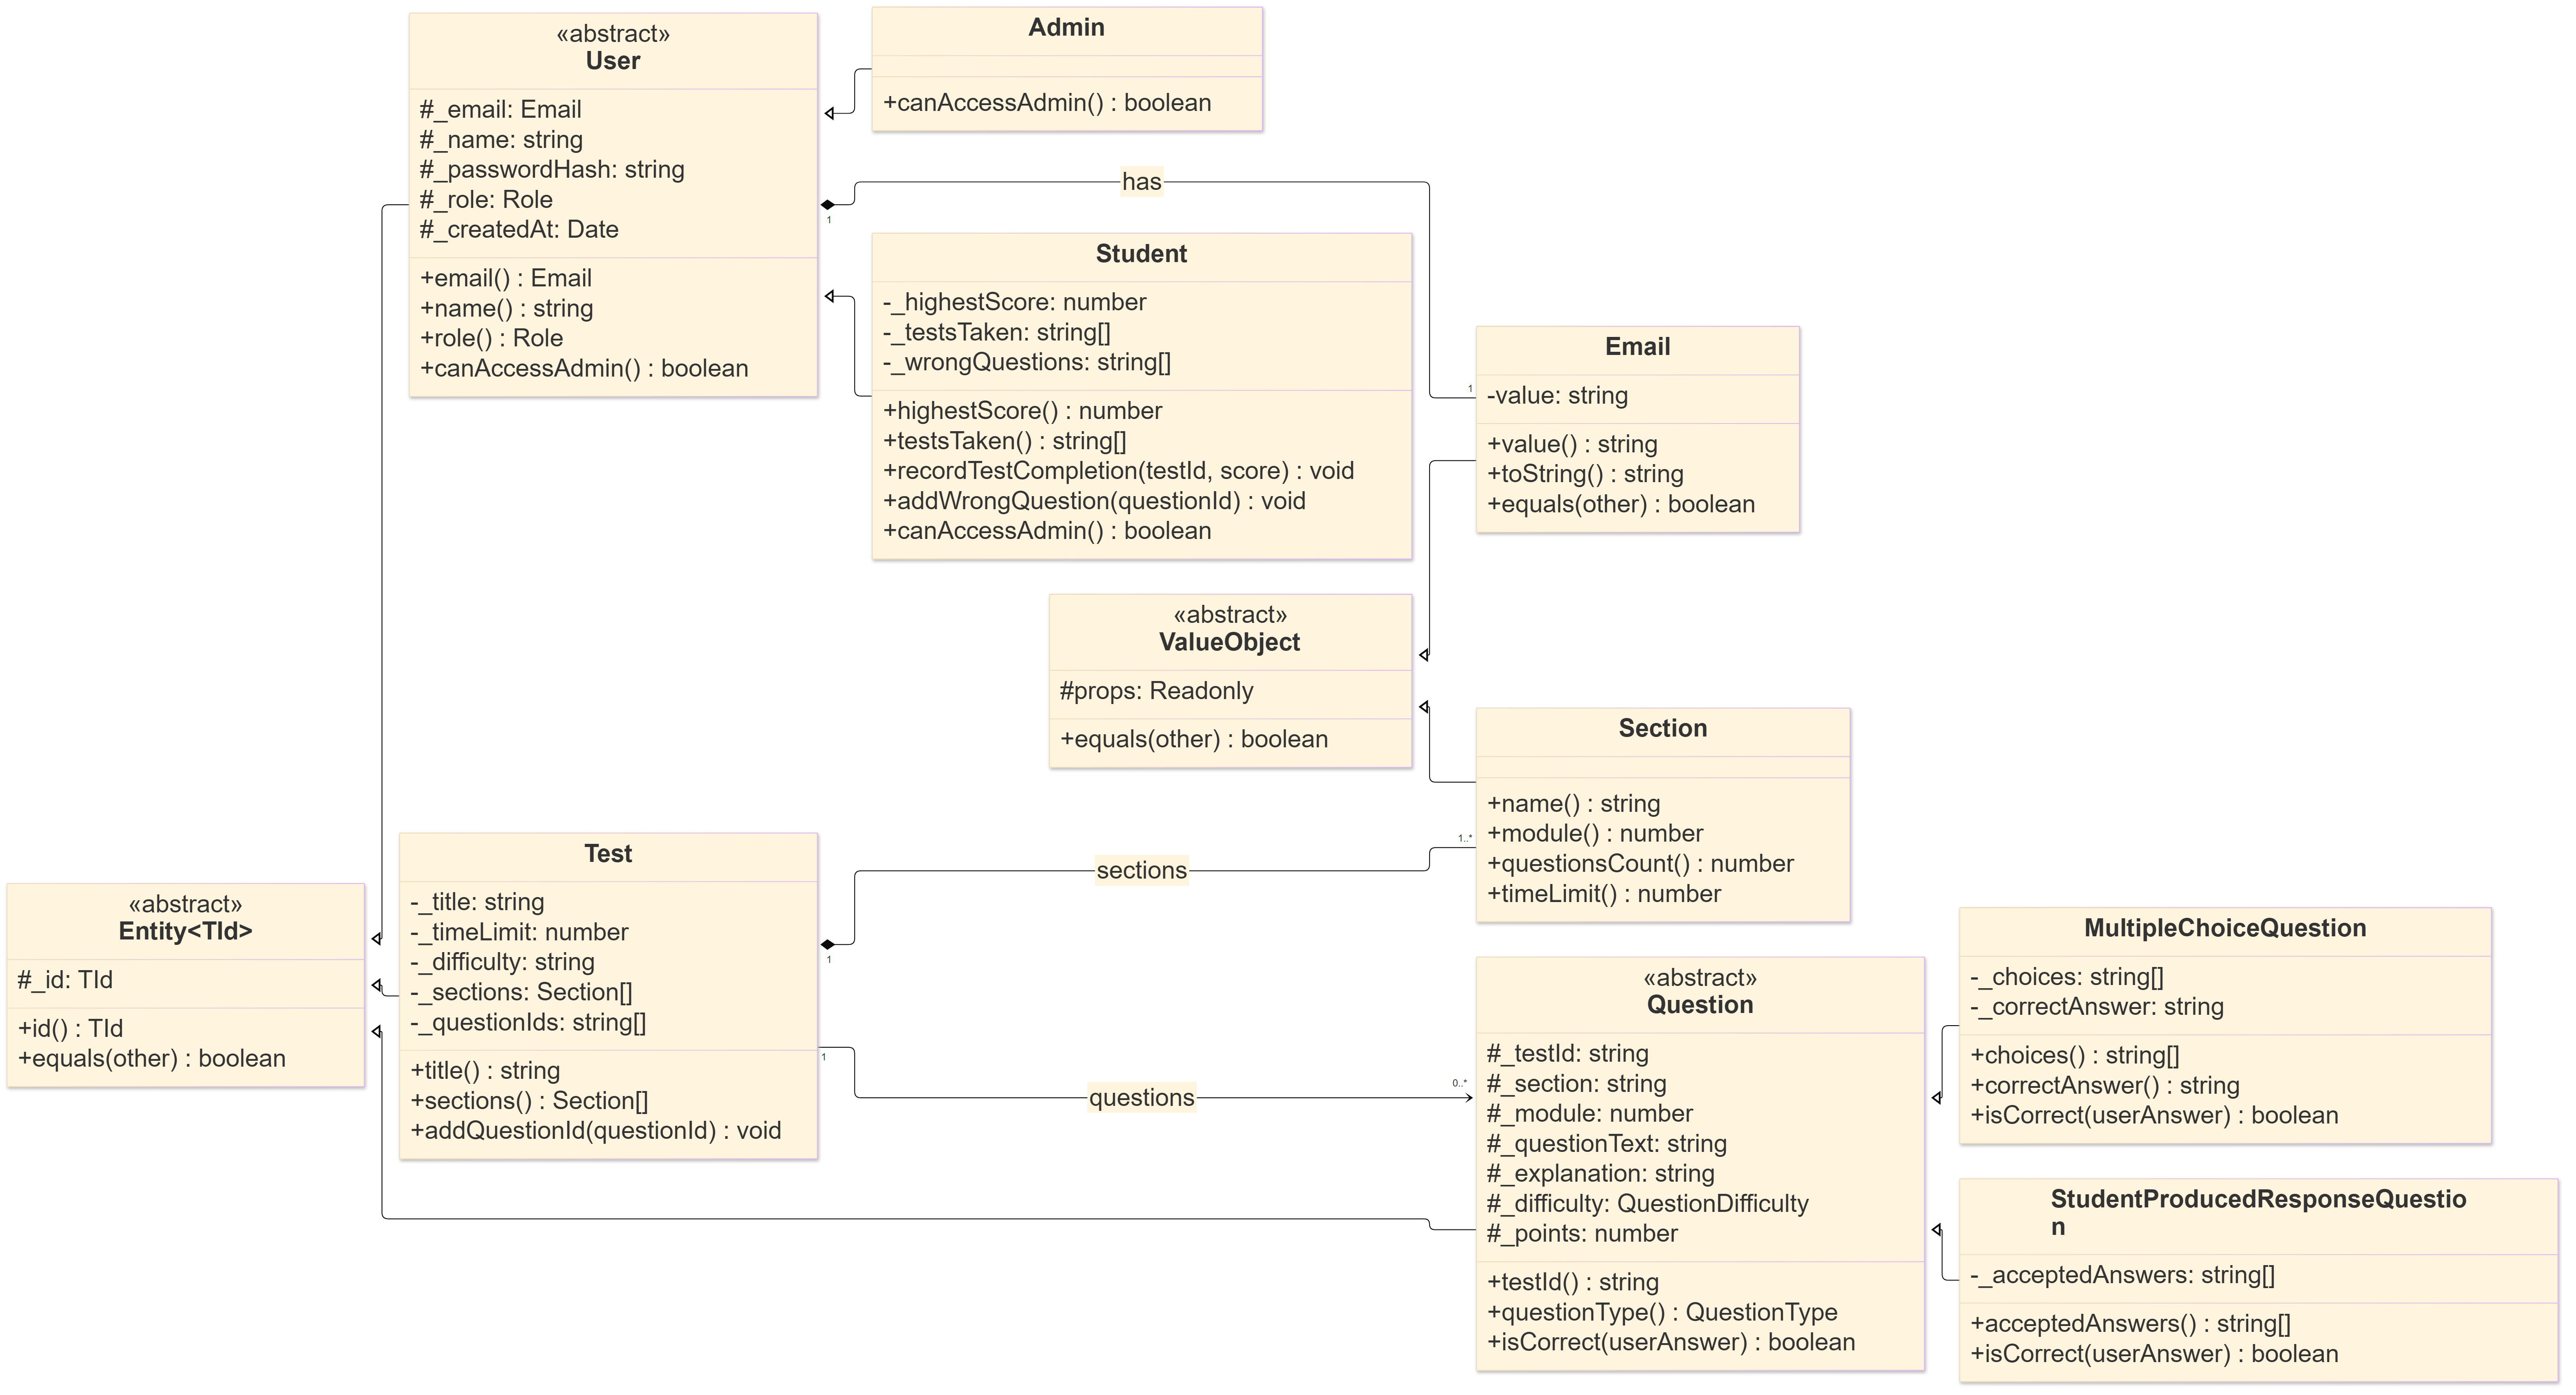 «abstract»
User
#_email: Email
#_name: string
#_passwordHash: string
#_role: Role
#_createdAt: Date
+email() : Email
+name() : string
+role() : Role
+canAccessAdmin() : boolean
Admin
+canAccessAdmin() : boolean
has
1
1
Student
-_highestScore: number
-_testsTaken: string[]
-_wrongQuestions: string[]
+highestScore() : number
+testsTaken() : string[]
+recordTestCompletion(testId, score) : void
+addWrongQuestion(questionId) : void
+canAccessAdmin() : boolean
Email
-value: string
+value() : string
+toString() : string
+equals(other) : boolean
«abstract»
ValueObject
#props: Readonly
+equals(other) : boolean
Section
+name() : string
+module() : number
+questionsCount() : number
+timeLimit() : number
«abstract»
Entity<TId>
#_id: TId
+id() : TId
+equals(other) : boolean
Test
-_title: string
-_timeLimit: number
-_difficulty: string
-_sections: Section[]
-_questionIds: string[]
+title() : string
+sections() : Section[]
+addQuestionId(questionId) : void
sections
1
1..*
questions
1
0..*
«abstract»
Question
#_testId: string
#_section: string
#_module: number
#_questionText: string
#_explanation: string
#_difficulty: QuestionDifficulty
#_points: number
+testId() : string
+questionType() : QuestionType
+isCorrect(userAnswer) : boolean
MultipleChoiceQuestion
-_choices: string[]
-_correctAnswer: string
+choices() : string[]
+correctAnswer() : string
+isCorrect(userAnswer) : boolean
StudentProducedResponseQuestio
n
-_acceptedAnswers: string[]
+acceptedAnswers() : string[]
+isCorrect(userAnswer) : boolean